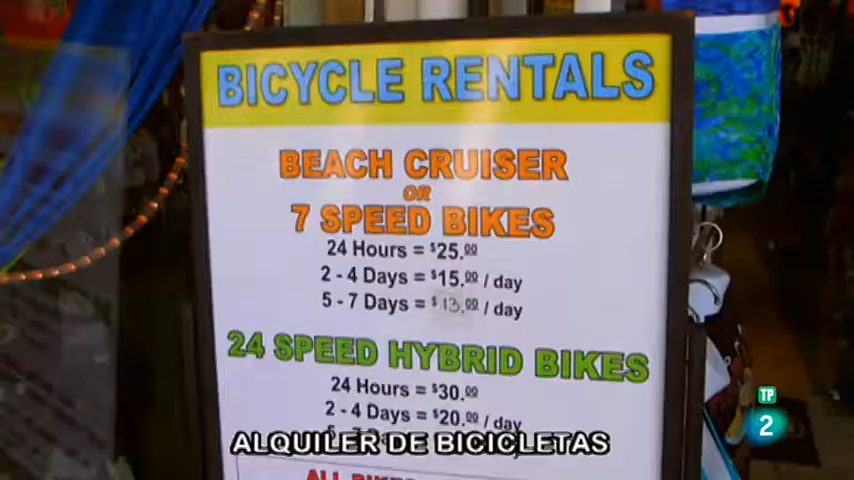 BICYCLE RENTALS
BEACH CRUISER
OR
7 SPEED BIKES
24 Hours = $25.00
2 - 4 Days = $15.00 / day
5 - 7 Days = $13.00 / day
24 SPEED HYBRID BIKES
24 Hours = $30.00
2 - 4 Days = $20.00 / day
ALQUILER DE BICICLETAS
ALL BIKES
TP
2